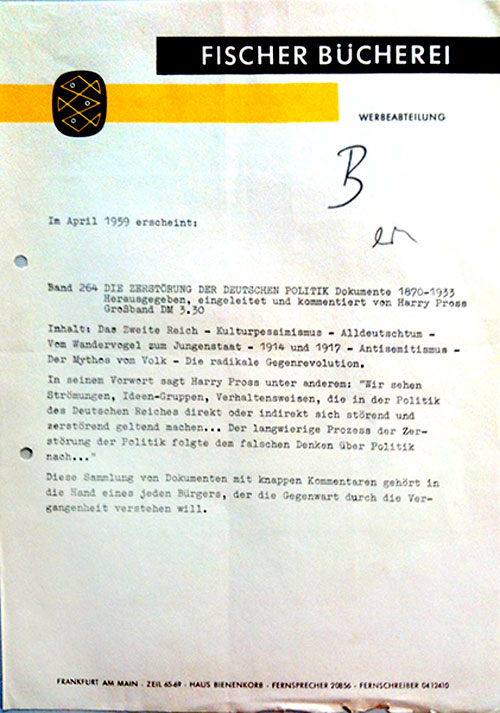 FISCHER BÜCHEREI
WERBEABTEILUNG
B
Im April 1959 erscheint:
Band 264 DIE ZERSTÖRUNG DER DEUTSCHEN POLITIK Dokumente 1870-1933
Herausgegeben, eingeleitet und kommentiert von Harry Pross
Großband DM 3.30
Inhalt: Das Zweite Reich - Kulturpessimismus - Alldeutschtum -
Vom Wandervogel zum Jungenstaat - 1914 und 1917 - Antisemitismus -
Der Mythos vom Volk - Die radikale Gegenrevolution.
In seinem Vorwort sagt Harry Pross unter anderem: "Wir sehen
Strömungen, Ideen-Gruppen, Verhaltensweisen, die in der Politik
des Deutschen Reiches direkt oder indirekt sich störend und
zerstörend geltend machen... Der langwierige Prozess der Zer-
störung der Politik folgte dem falschen Denken über Politik
nach..."
Diese Sammlung von Dokumenten mit knappen Kommentaren gehört in
die Hand eines jeden Bürgers, der die Gegenwart durch die Ver-
gangenheit verstehen will.
FRANKFURT AM MAIN - ZEIL 65-69 - HAUS BIENENKORB - FERNSPRECHER 20856 - FERNSCHREIBER 0412410